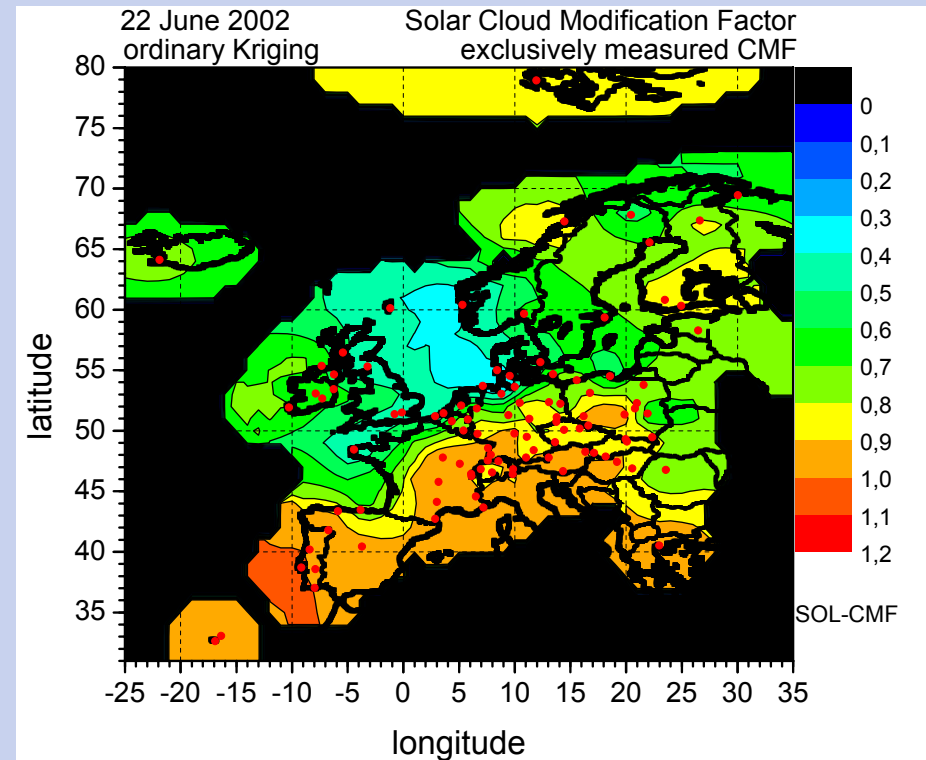 22 June 2002
ordinary Kriging
Solar Cloud Modification Factor
exclusively measured CMF
80
75
70
65
60
55
50
45
40
35
latitude
-25 -20 -15 -10 -5 0 5 10 15 20 25 30 35
longitude
0
0,1
0,2
0,3
0,4
0,5
0,6
0,7
0,8
0,9
1,0
1,1
1,2
SOL-CMF